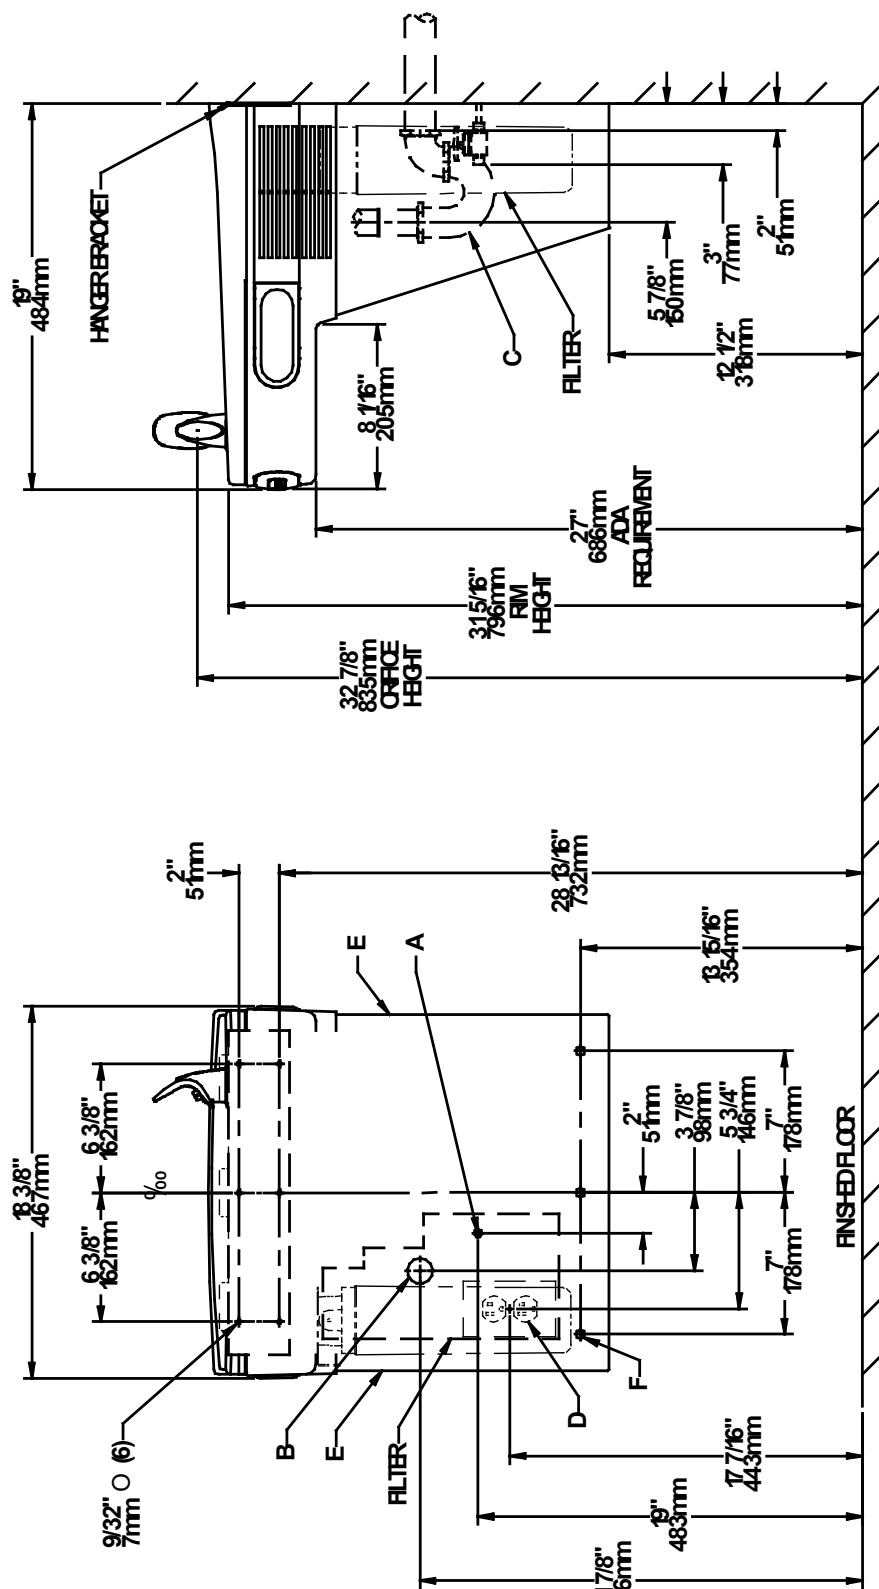 19"
484mm
HANGER BRACKET
8 1/16"
205mm
C
FILTER
2"
51mm
3"
77mm
5 7/8"
150mm
12 1/2"
318mm
27"
686mm
ADA
REQUIREMENT
31 5/16"
796mm
RIM
HEIGHT
32 7/8"
835mm
ORIFICE
HEIGHT
18 3/8"
467mm
6 3/8"
162mm
6 3/8"
162mm
%0
2"
51mm
28 13/16"
732mm
13 15/16"
354mm
E
A
9/32" O (6)
7mm
B
E
FILTER
D
F
2"
51mm
3 7/8"
98mm
5 3/4"
146mm
7"
178mm
7"
178mm
FINISHED FLOOR
17 7/16"
443mm
19"
483mm
7/8"
6mm